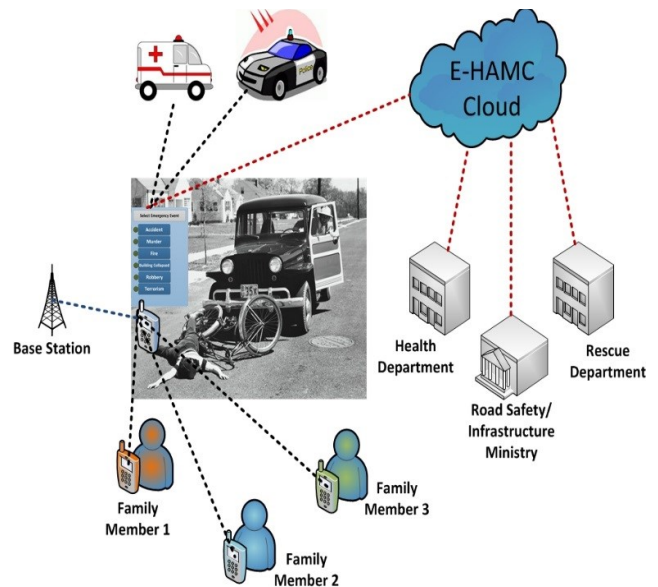 Police
E-HAMC
Cloud
Select Emergency Event
Accident
Murder
Fire
Building Collapsed
Robbery
Terrorism
Base Station
Health
Department
Rescue
Department
Road Safety/
Infrastructure
Ministry
Family
Member 1
Family
Member 3
Family
Member 2